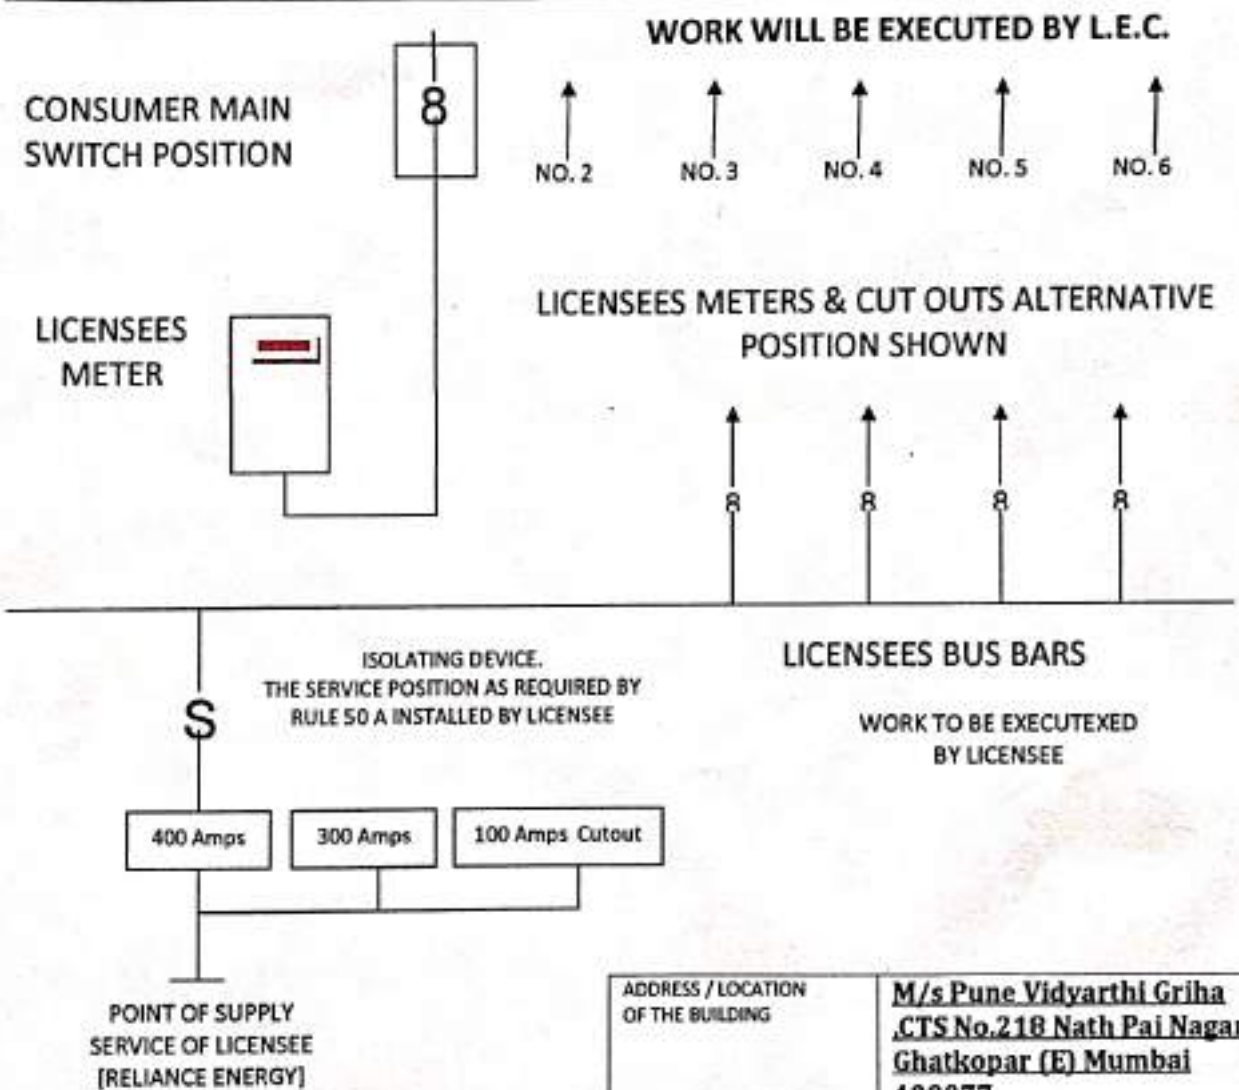 WORK WILL BE EXECUTED BY L.E.C.
CONSUMER MAIN
SWITCH POSITION
8
NO. 2
NO. 3
NO. 4
NO. 5
NO. 6
LICENSEES
METER
LICENSEES METERS & CUT OUTS ALTERNATIVE
POSITION SHOWN
8
8
8
8
ISOLATING DEVICE.
THE SERVICE POSITION AS REQUIRED BY
RULE 50 A INSTALLED BY LICENSEE
S
LICENSEES BUS BARS
WORK TO BE EXECUTEXED
BY LICENSEE
400 Amps
300 Amps
100 Amps Cutout
POINT OF SUPPLY
SERVICE OF LICENSEE
[RELIANCE ENERGY]
ADDRESS / LOCATION
OF THE BUILDING
M/s Pune Vidyarthi Griha
,CTS No.218 Nath Pai Nagar
Ghatkopar (E) Mumbai